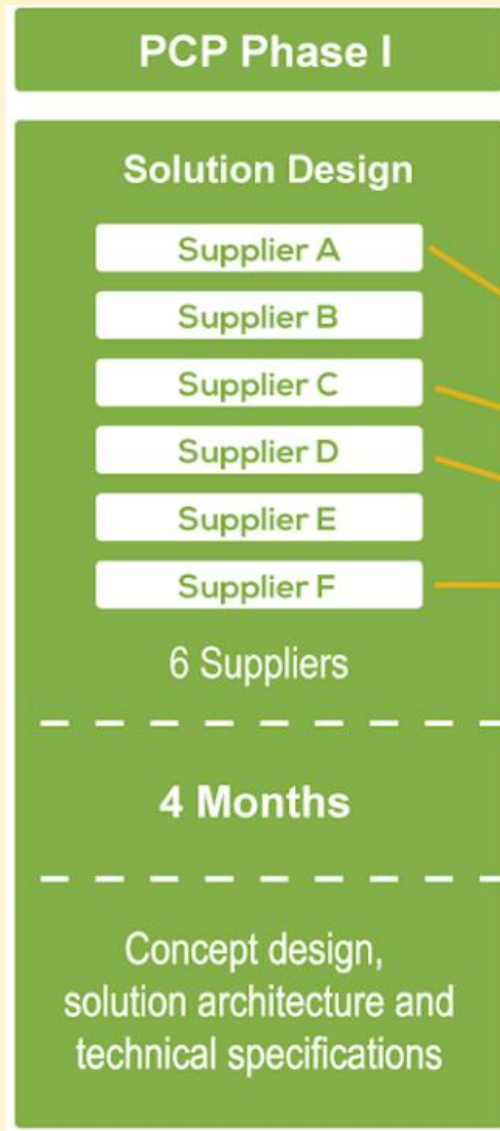 PCP Phase I
Solution Design
Supplier A
Supplier B
Supplier C
Supplier D
Supplier E
Supplier F
6 Suppliers
4 Months
Concept design,
solution architecture and
technical specifications